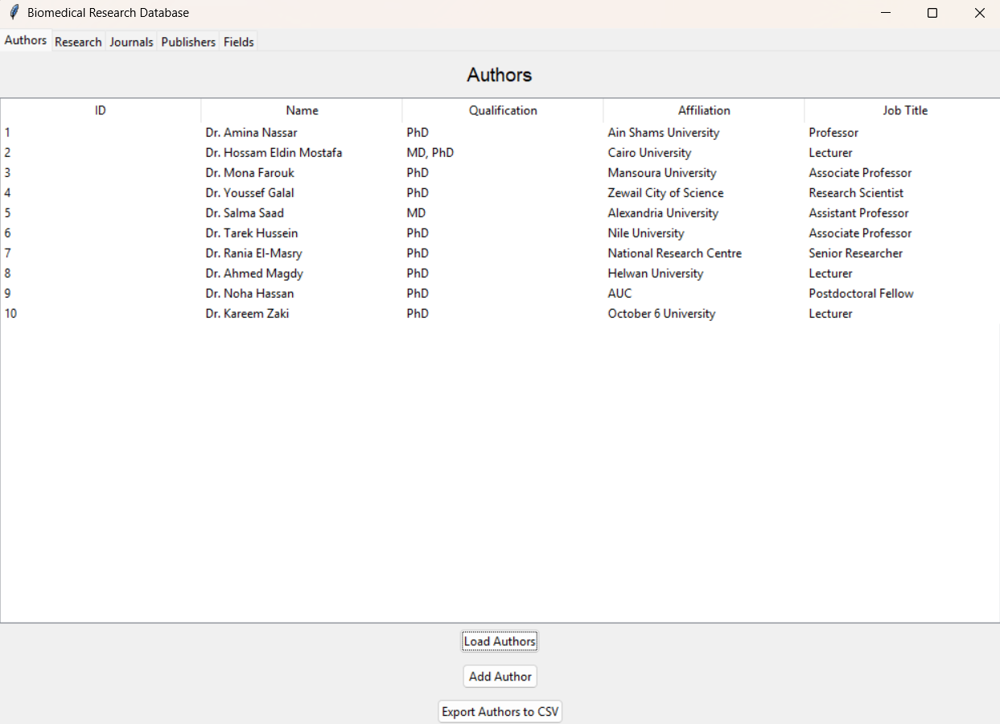 Biomedical Research Database
Authors Research Journals Publishers Fields
Authors
ID Name Qualification Affiliation Job Title
1 Dr. Amina Nassar PhD Ain Shams University Professor
2 Dr. Hossam Eldin Mostafa MD, PhD Cairo University Lecturer
3 Dr. Mona Farouk PhD Mansoura University Associate Professor
4 Dr. Youssef Galal PhD Zewail City of Science Research Scientist
5 Dr. Salma Saad MD Alexandria University Assistant Professor
6 Dr. Tarek Hussein PhD Nile University Associate Professor
7 Dr. Rania El-Masry PhD National Research Centre Senior Researcher
8 Dr. Ahmed Magdy PhD Helwan University Lecturer
9 Dr. Noha Hassan PhD AUC Postdoctoral Fellow
10 Dr. Kareem Zaki PhD October 6 University Lecturer
Load Authors
Add Author
Export Authors to CSV